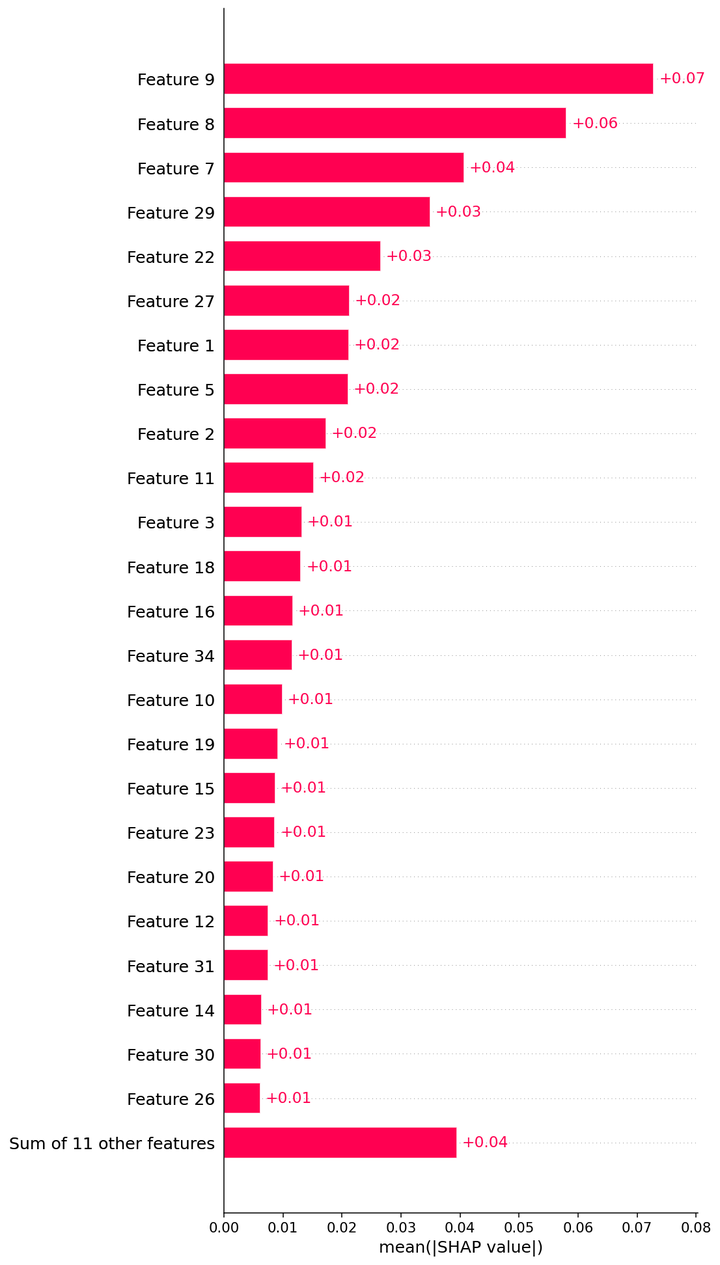 Feature 9 +0.07
Feature 8 +0.06
Feature 7 +0.04
Feature 29 +0.03
Feature 22 +0.03
Feature 27 +0.02
Feature 1 +0.02
Feature 5 +0.02
Feature 2 +0.02
Feature 11 +0.02
Feature 3 +0.01
Feature 18 +0.01
Feature 16 +0.01
Feature 34 +0.01
Feature 10 +0.01
Feature 19 +0.01
Feature 15 +0.01
Feature 23 +0.01
Feature 20 +0.01
Feature 12 +0.01
Feature 31 +0.01
Feature 14 +0.01
Feature 30 +0.01
Feature 26 +0.01
Sum of 11 other features +0.04
0.00 0.01 0.02 0.03 0.04 0.05 0.06 0.07 0.08
mean(|SHAP value|)